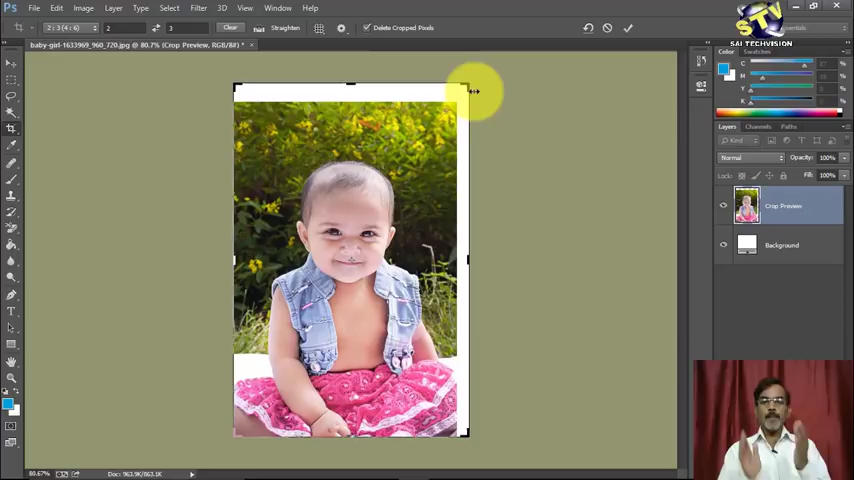 Ps File Edit Image Layer Type Select Filter 3D View Window Help
STV
SAI TECHVISION
2 : 3 (4 : 6) 2 3 Clear Straighten Delete Cropped Pixels Essentials
baby-girl-1633969_960_720.jpg @ 80.7% (Crop Preview, RGB/8#) * ×
Color Swatches
C %
M %
Y %
K %
Layers Channels Paths
Kind
Normal Opacity: 100%
Lock: Fill: 100%
Crop Preview
Background
80.67% Doc: 963.9K/863.1K